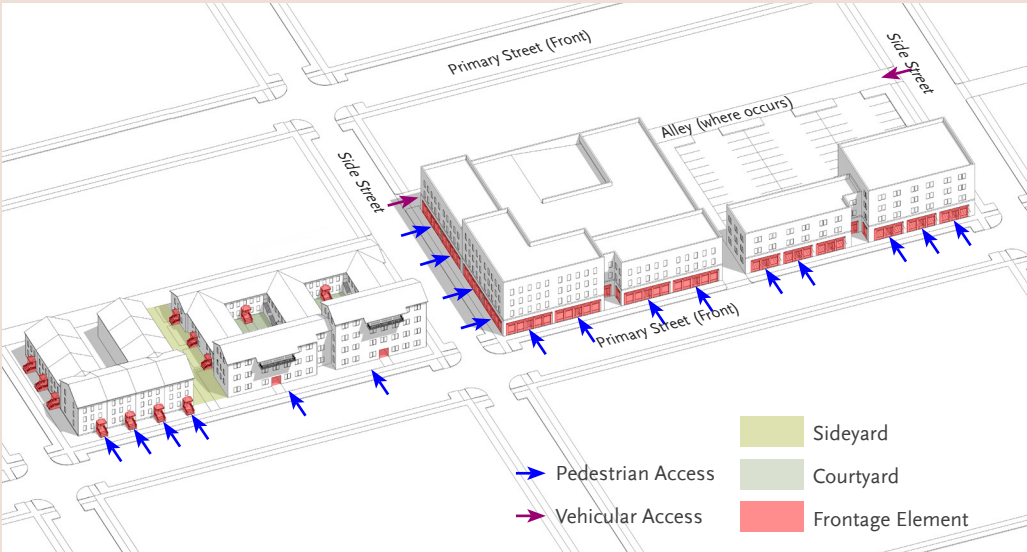 Primary Street (Front)
Side Street
Alley (where occurs)
Side Street
Primary Street (Front)
Pedestrian Access
Vehicular Access
Sideyard
Courtyard
Frontage Element